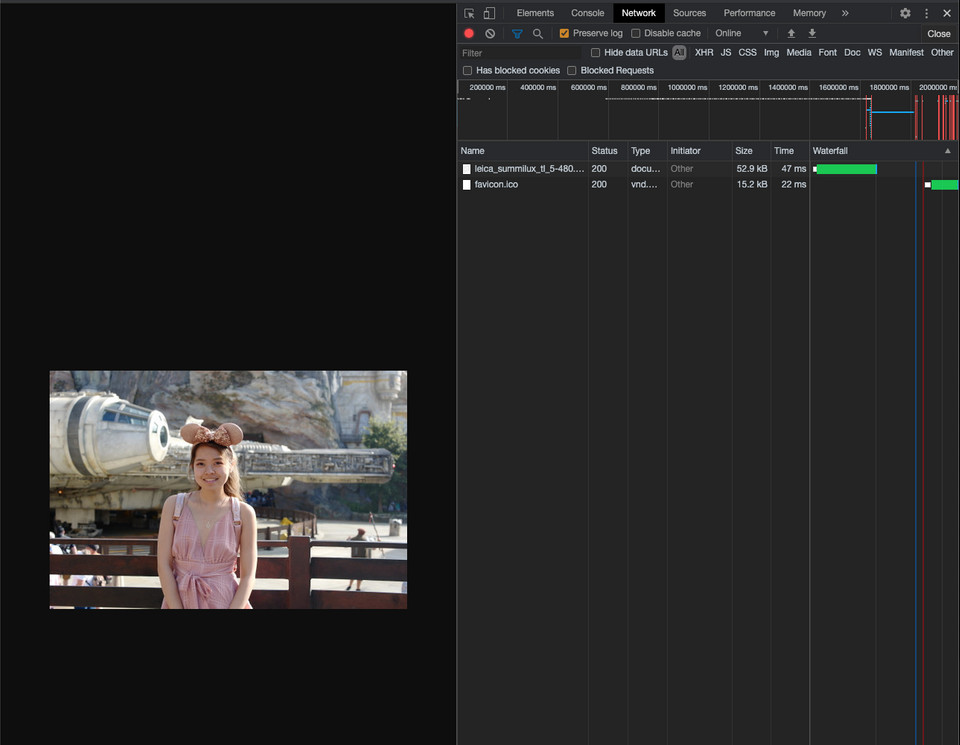 Elements Console Network Sources Performance Memory »
Preserve log Disable cache Online Close
Filter Hide data URLs All XHR JS CSS Img Media Font Doc WS Manifest Other
Has blocked cookies Blocked Requests
200000 ms 400000 ms 600000 ms 800000 ms 1000000 ms 1200000 ms 1400000 ms 1600000 ms 1800000 ms 2000000 ms
Name Status Type Initiator Size Time Waterfall
leica_summilux_tl_5-480.... 200 docu... Other 52.9 kB 47 ms
favicon.ico 200 vnd.... Other 15.2 kB 22 ms